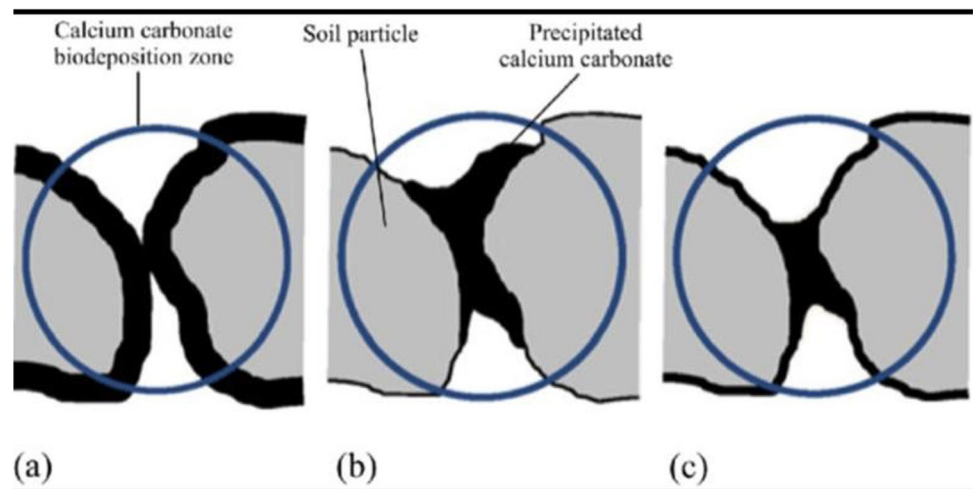 Calcium carbonate
biodeposition zone
Soil particle
Precipitated
calcium carbonate
(a)
(b)
(c)